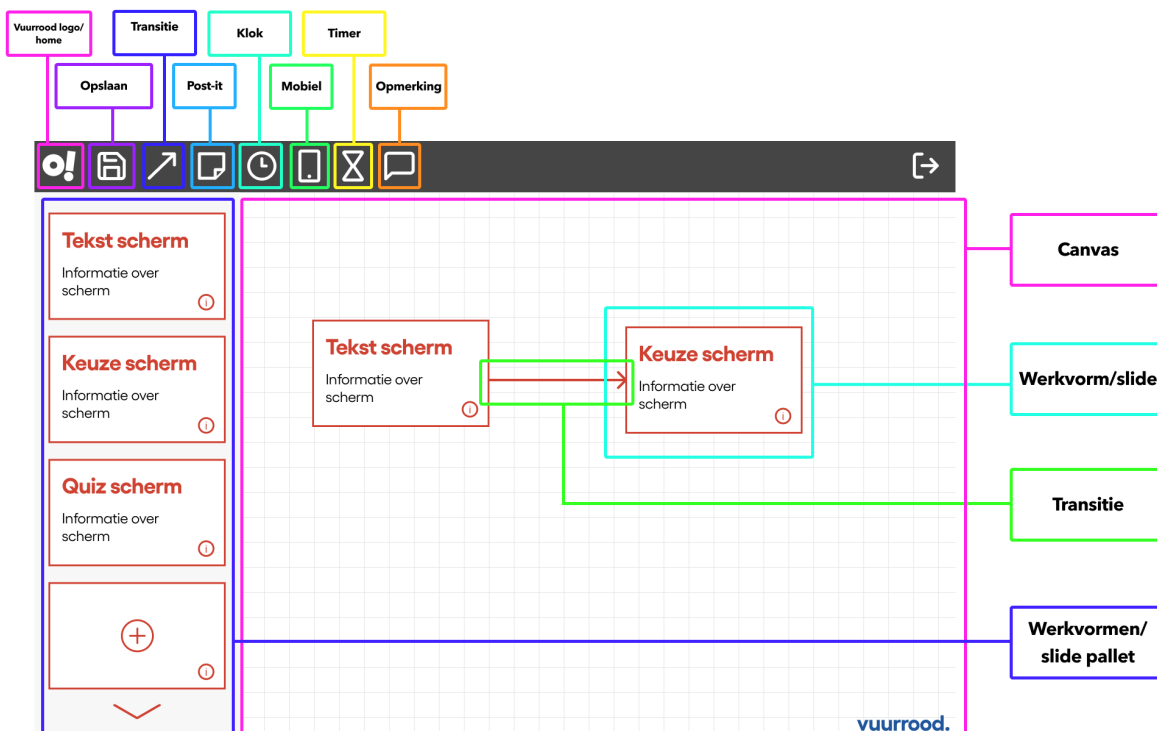 Vuurrood logo/
home
Transitie
Klok
Timer
Opslaan
Post-it
Mobiel
Opmerking
o!
Tekst scherm
Informatie over
scherm
Keuze scherm
Informatie over
scherm
Quiz scherm
Informatie over
scherm
Tekst scherm
Informatie over
scherm
Keuze scherm
Informatie over
scherm
Canvas
Werkvorm/slide
Transitie
Werkvormen/
slide pallet
vuurrood.